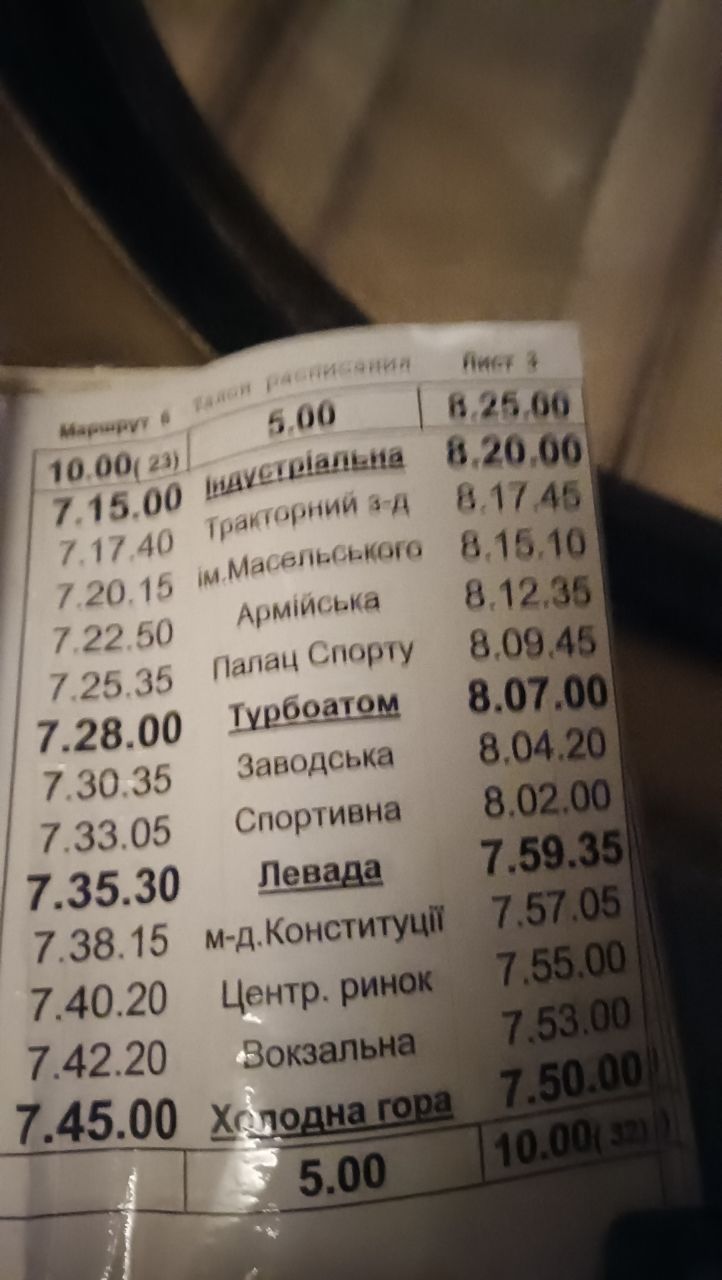 Маршрут 6 Талон расписания Лист 3
10.00( 23) 5.00 8.25.00
7.15.00 Індустріальна 8.20.00
7.17.40 Тракторний з-д 8.17.45
7.20.15 ім.Масельського 8.15.10
7.22.50 Армійська 8.12.35
7.25.35 Палац Спорту 8.09.45
7.28.00 Турбоатом 8.07.00
7.30.35 Заводська 8.04.20
7.33.05 Спортивна 8.02.00
7.35.30 Левада 7.59.35
7.38.15 м-д.Конституції 7.57.05
7.40.20 Центр. ринок 7.55.00
7.42.20 Вокзальна 7.53.00
7.45.00 Холодна гора 7.50.00
5.00 10.00( 32)